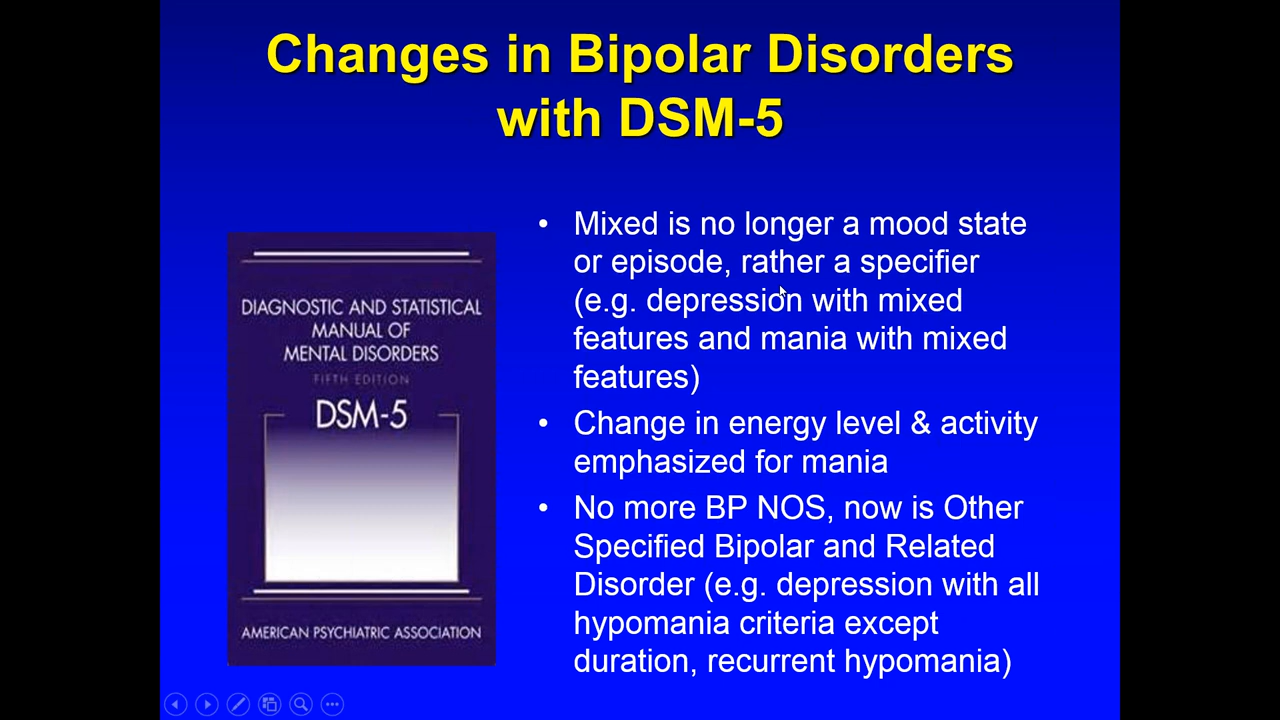 Changes in Bipolar Disorders
with DSM-5
DIAGNOSTIC AND STATISTICAL
MANUAL OF
MENTAL DISORDERS
FIFTH EDITION
DSM-5
AMERICAN PSYCHIATRIC ASSOCIATION
• Mixed is no longer a mood state
or episode, rather a specifier
(e.g. depression with mixed
features and mania with mixed
features)
• Change in energy level & activity
emphasized for mania
• No more BP NOS, now is Other
Specified Bipolar and Related
Disorder (e.g. depression with all
hypomania criteria except
duration, recurrent hypomania)